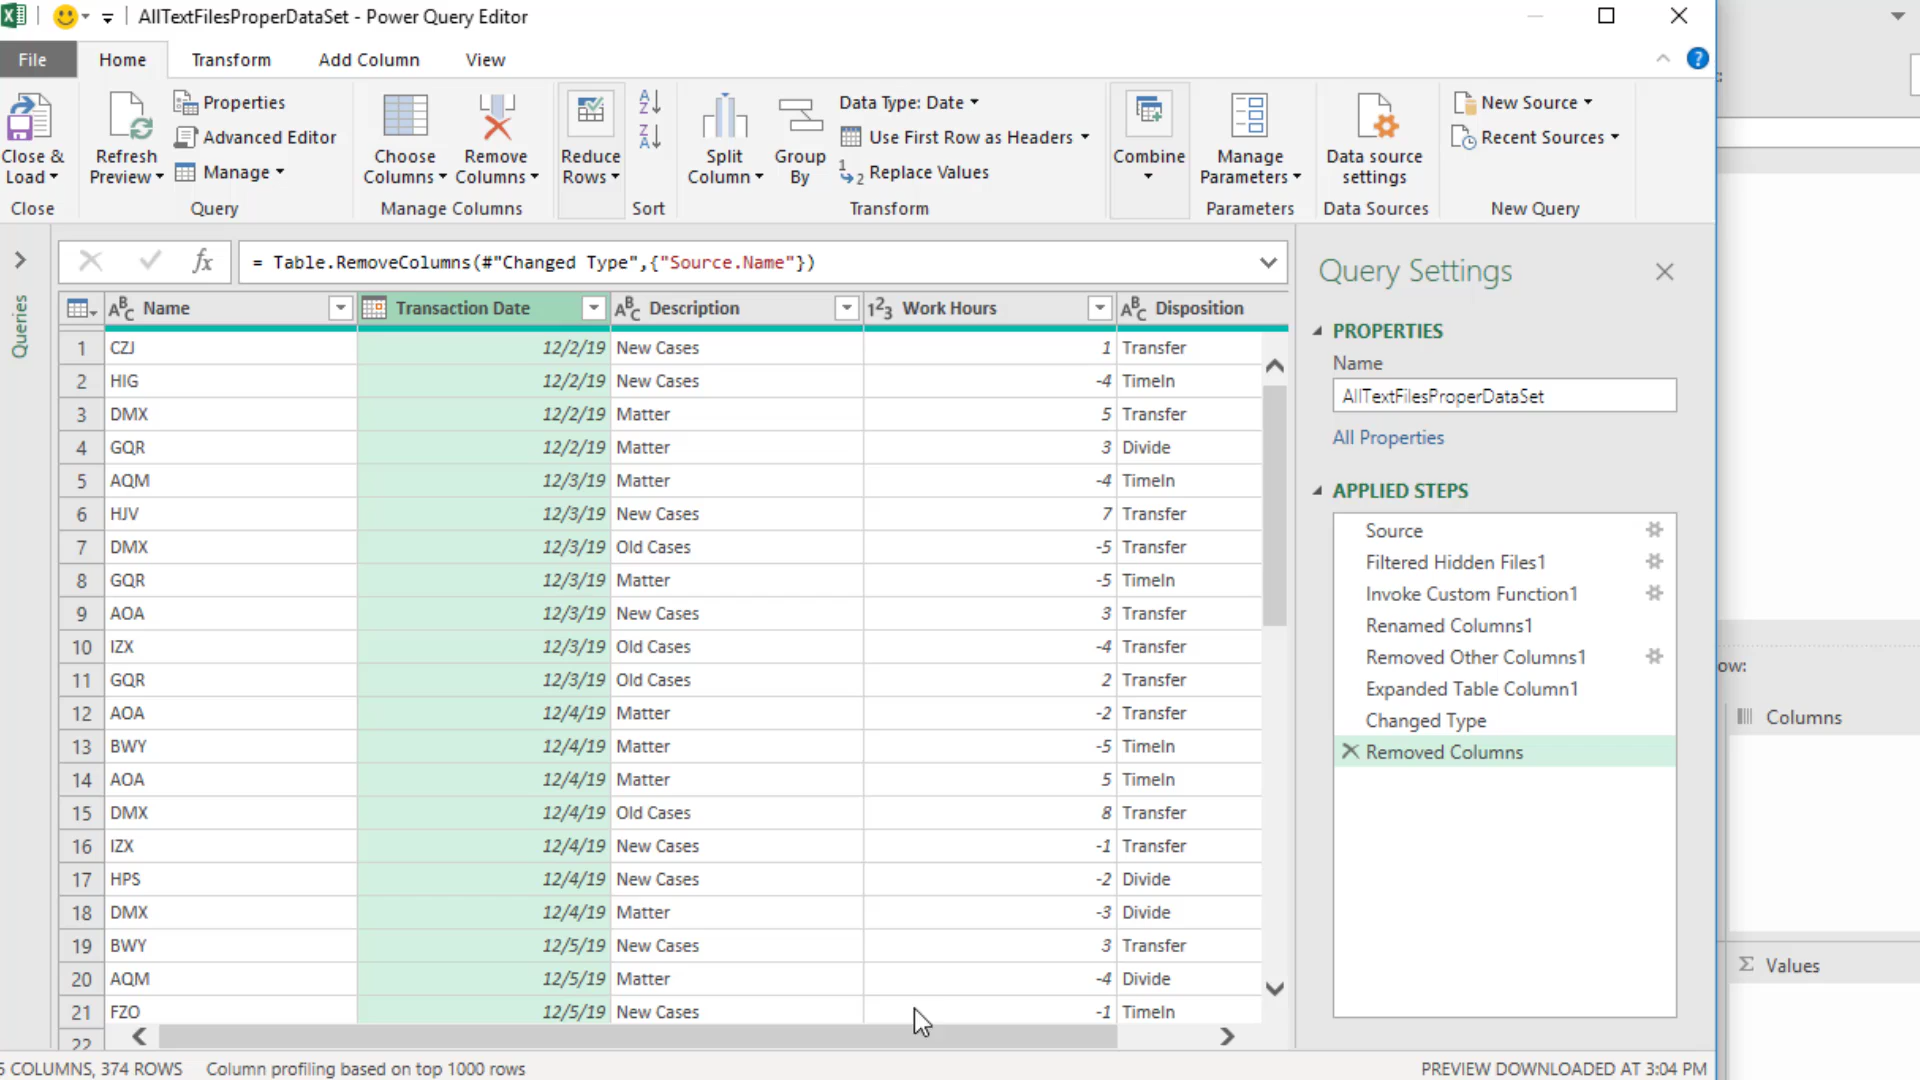 AllTextFilesProperDataSet - Power Query Editor
File Home Transform Add Column View
Close & Load
Refresh Preview
Properties
Advanced Editor
Manage
Choose Columns
Remove Columns
Reduce Rows
Split Column
Group By
Data Type: Date
Use First Row as Headers
Replace Values
Combine
Manage Parameters
Data source settings
New Source
Recent Sources
Close Query Manage Columns Sort Transform Parameters Data Sources New Query
= Table.RemoveColumns(#"Changed Type",{"Source.Name"})
Queries
Name Transaction Date Description Work Hours Disposition
1 CZJ 12/2/19 New Cases 1 Transfer
2 HIG 12/2/19 New Cases -4 TimeIn
3 DMX 12/2/19 Matter 5 Transfer
4 GQR 12/2/19 Matter 3 Divide
5 AQM 12/3/19 Matter -4 TimeIn
6 HJV 12/3/19 New Cases 7 Transfer
7 DMX 12/3/19 Old Cases -5 Transfer
8 GQR 12/3/19 Matter -5 TimeIn
9 AOA 12/3/19 New Cases 3 Transfer
10 IZX 12/3/19 Old Cases -4 Transfer
11 GQR 12/3/19 Old Cases 2 Transfer
12 AOA 12/4/19 Matter -2 Transfer
13 BWY 12/4/19 Matter -5 TimeIn
14 AOA 12/4/19 Matter 5 TimeIn
15 DMX 12/4/19 Old Cases 8 Transfer
16 IZX 12/4/19 New Cases -1 Transfer
17 HPS 12/4/19 New Cases -2 Divide
18 DMX 12/4/19 Matter -3 Divide
19 BWY 12/5/19 New Cases 3 Transfer
20 AQM 12/5/19 Matter -4 Divide
21 FZO 12/5/19 New Cases -1 TimeIn
22
Query Settings
PROPERTIES
Name
AllTextFilesProperDataSet
All Properties
APPLIED STEPS
Source
Filtered Hidden Files1
Invoke Custom Function1
Renamed Columns1
Removed Other Columns1
Expanded Table Column1
Changed Type
Removed Columns
ow:
Columns
Σ Values
COLUMNS, 374 ROWS Column profiling based on top 1000 rows PREVIEW DOWNLOADED AT 3:04 PM